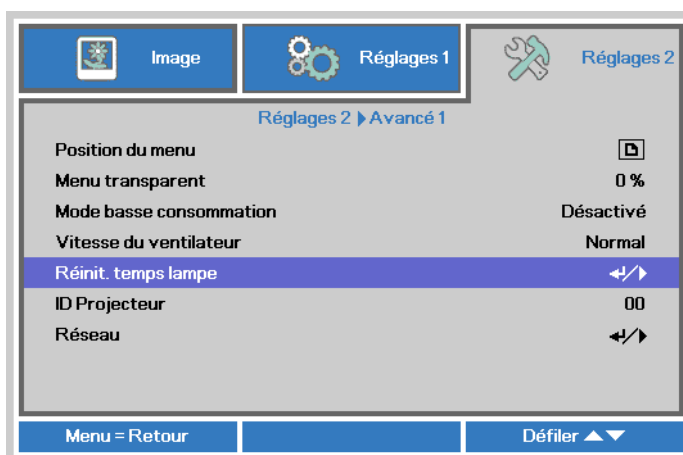 Image
Réglages 1
Réglages 2
Réglages 2 ▶ Avancé 1
Position du menu
Menu transparent 0 %
Mode basse consommation Désactivé
Vitesse du ventilateur Normal
Réinit. temps lampe ↵/▶
ID Projecteur 00
Réseau ↵/▶
Menu = Retour
Défiler ▲▼